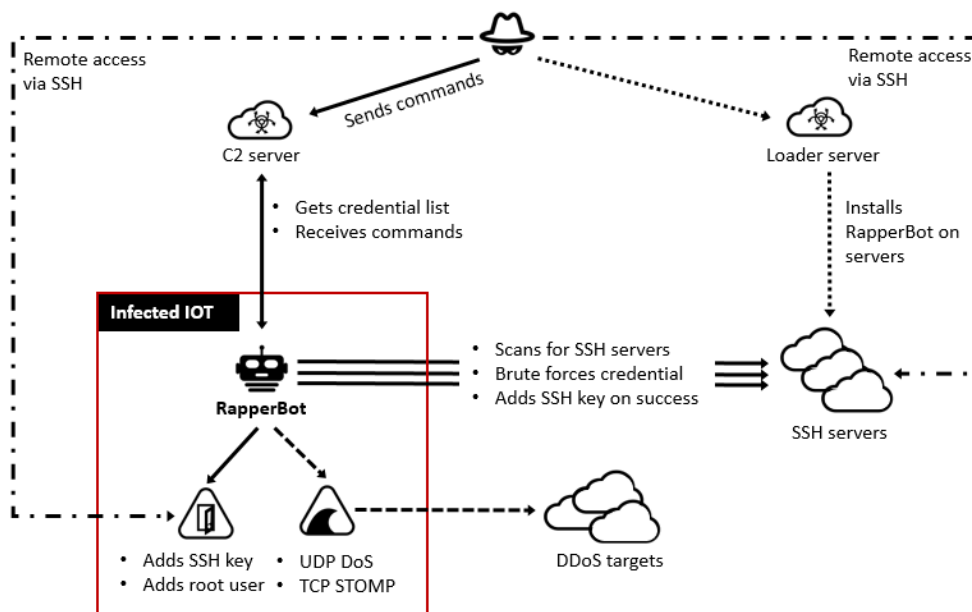 Remote access
via SSH
Remote access
via SSH
Sends commands
C2 server
Loader server
• Gets credential list
• Receives commands
Installs
RapperBot on
servers
Infected IOT
• Scans for SSH servers
• Brute forces credential
• Adds SSH key on success
RapperBot
SSH servers
• Adds SSH key
• Adds root user
• UDP DoS
• TCP STOMP
DDoS targets